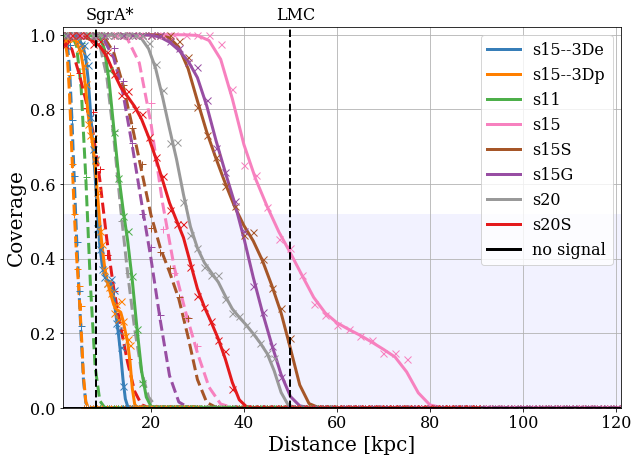 SgrA* LMC
1.0
0.8
0.6
0.4
0.2
0.0
Coverage
20 40 60 80 100 120
Distance [kpc]
s15--3De
s15--3Dp
s11
s15
s15S
s15G
s20
s20S
no signal